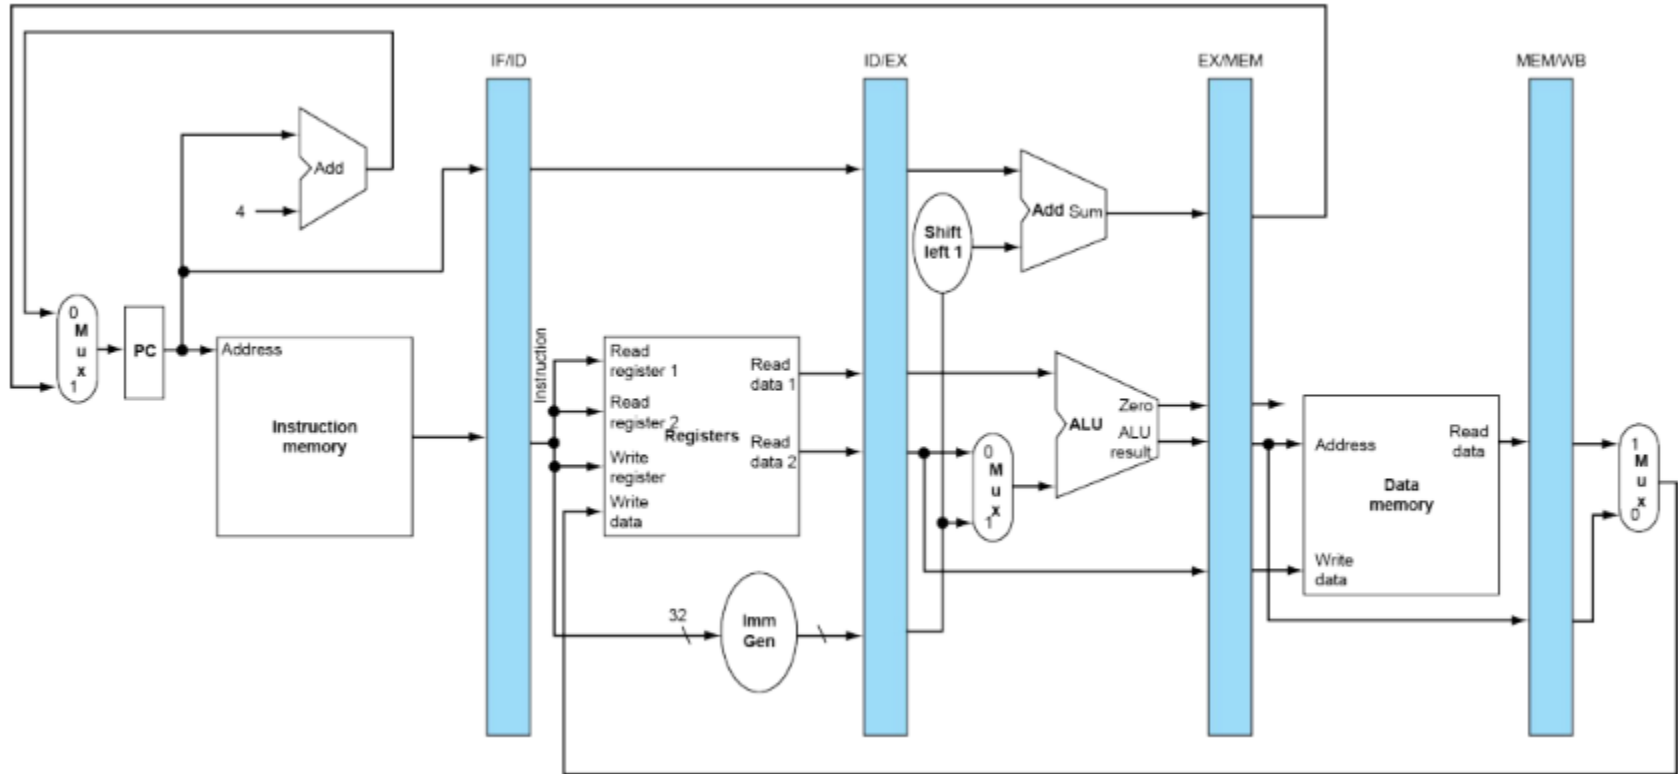 IF/ID
ID/EX
EX/MEM
MEM/WB
Add
4
Shift
left 1
Add Sum
0
M
u
x
1
PC
Address
Instruction
memory
Instruction
Read
register 1
Read
register 2
Write
register
Write
data
Registers
Read
data 1
Read
data 2
0
M
u
x
1
Zero
ALU
ALU
result
Address
Read
data
Data
memory
Write
data
1
M
u
x
0
32
Imm
Gen